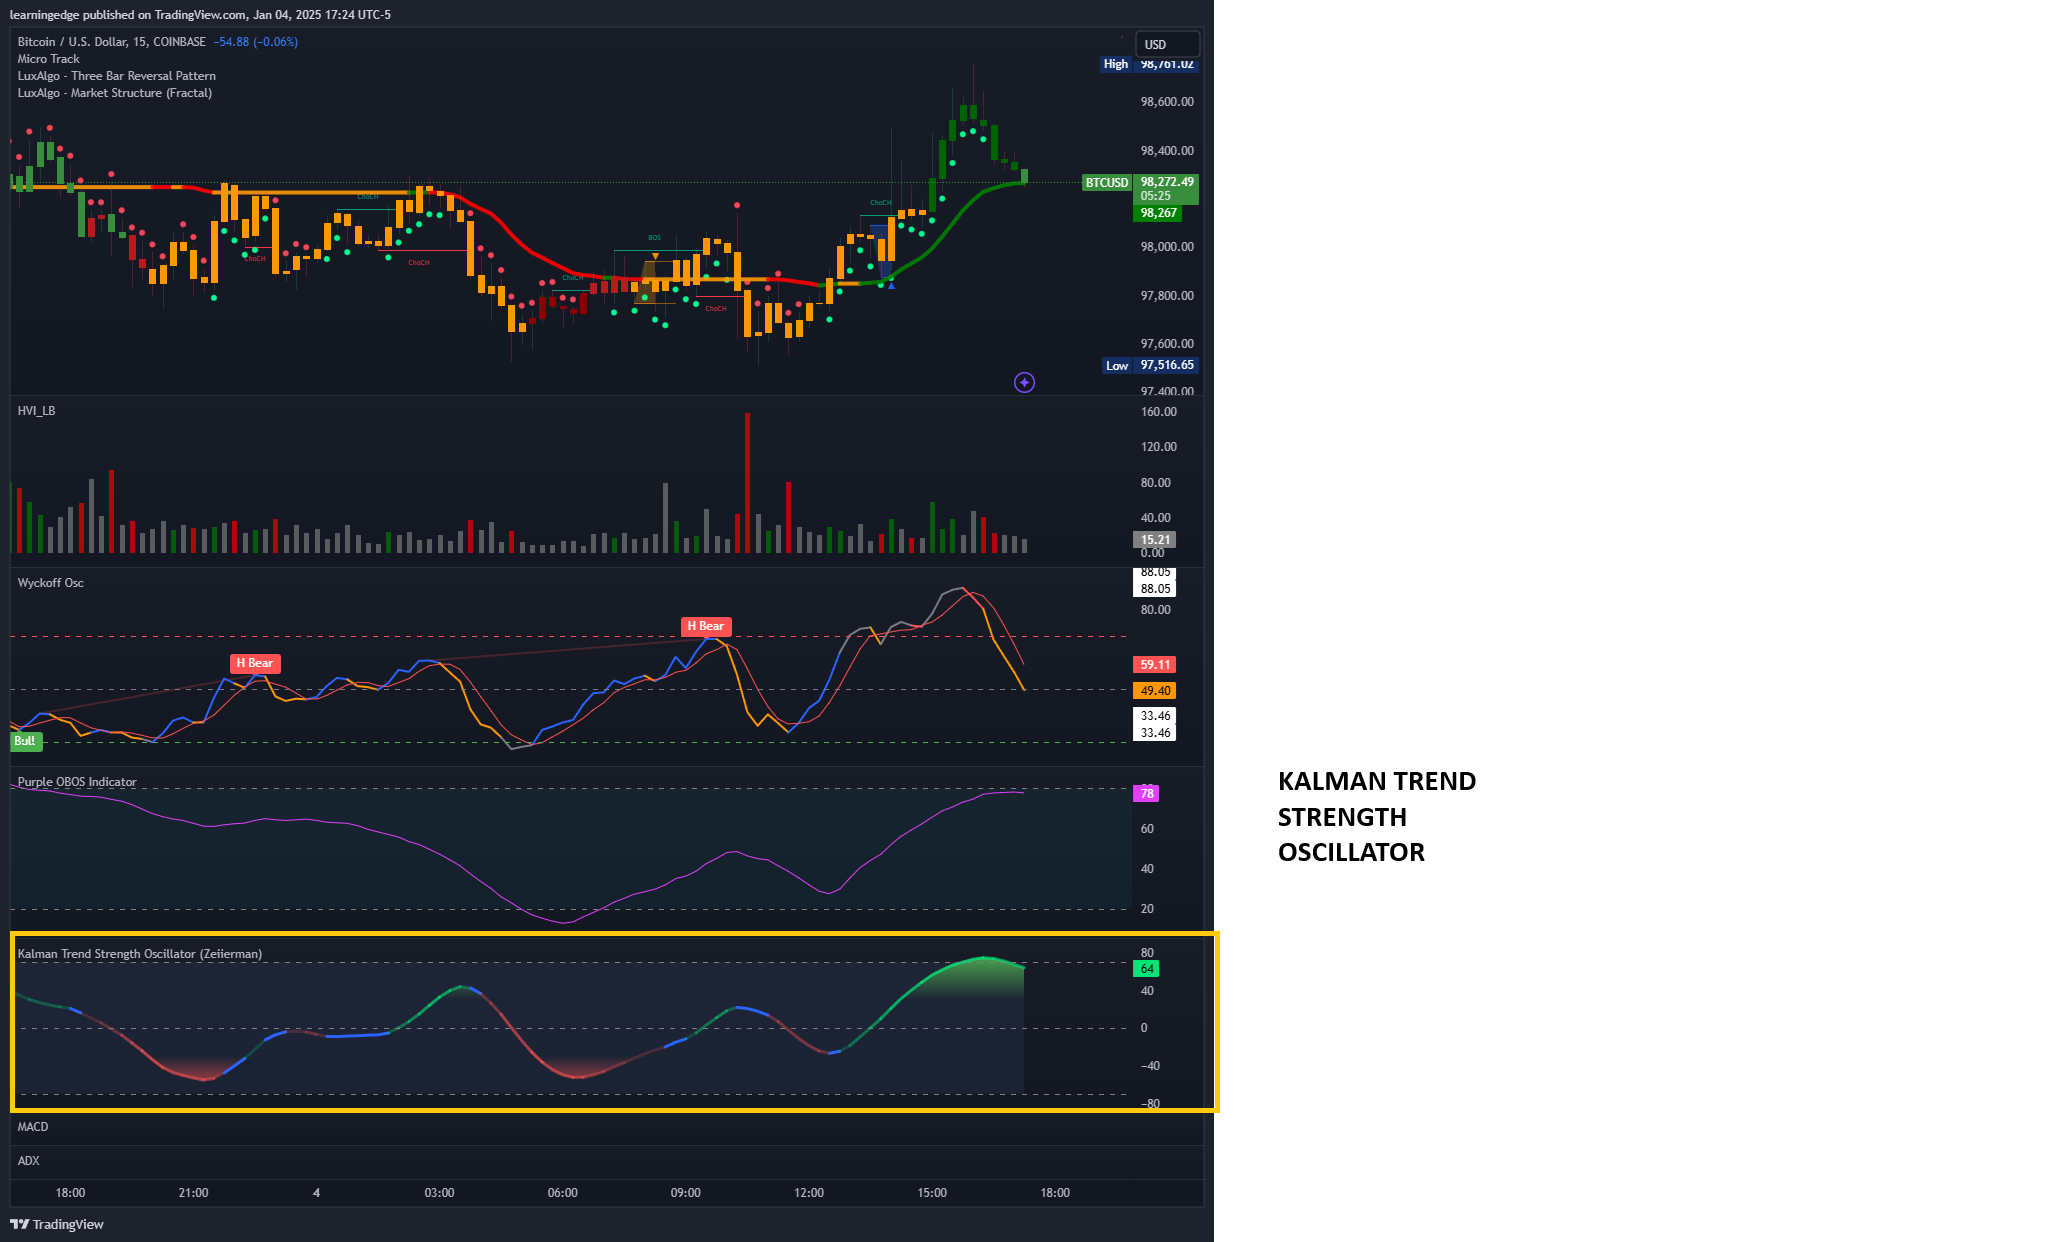 learningedge published on TradingView.com, Jan 04, 2025 17:24 UTC-5
Bitcoin / U.S. Dollar, 15, COINBASE −54.88 (−0.06%)
Micro Track
LuxAlgo - Three Bar Reversal Pattern
LuxAlgo - Market Structure (Fractal)
USD
High 98,761.02
98,600.00
98,400.00
BTCUSD 98,272.49
05:25
98,267
98,000.00
97,800.00
97,600.00
Low 97,516.65
97,400.00
ChoCH
ChoCH
ChoCH
ChoCH
BOS
ChoCH
ChoCH
HVI_LB
160.00
120.00
80.00
40.00
15.21
0.00
Wyckoff Osc
88.05
88.05
80.00
H Bear
H Bear
Bull
59.11
49.40
33.46
33.46
Purple OBOS Indicator
78
60
40
20
KALMAN TREND
STRENGTH
OSCILLATOR
Kalman Trend Strength Oscillator (Zeiierman)
80
64
40
0
−40
−80
MACD
ADX
18:00 21:00 4 03:00 06:00 09:00 12:00 15:00 18:00
TradingView